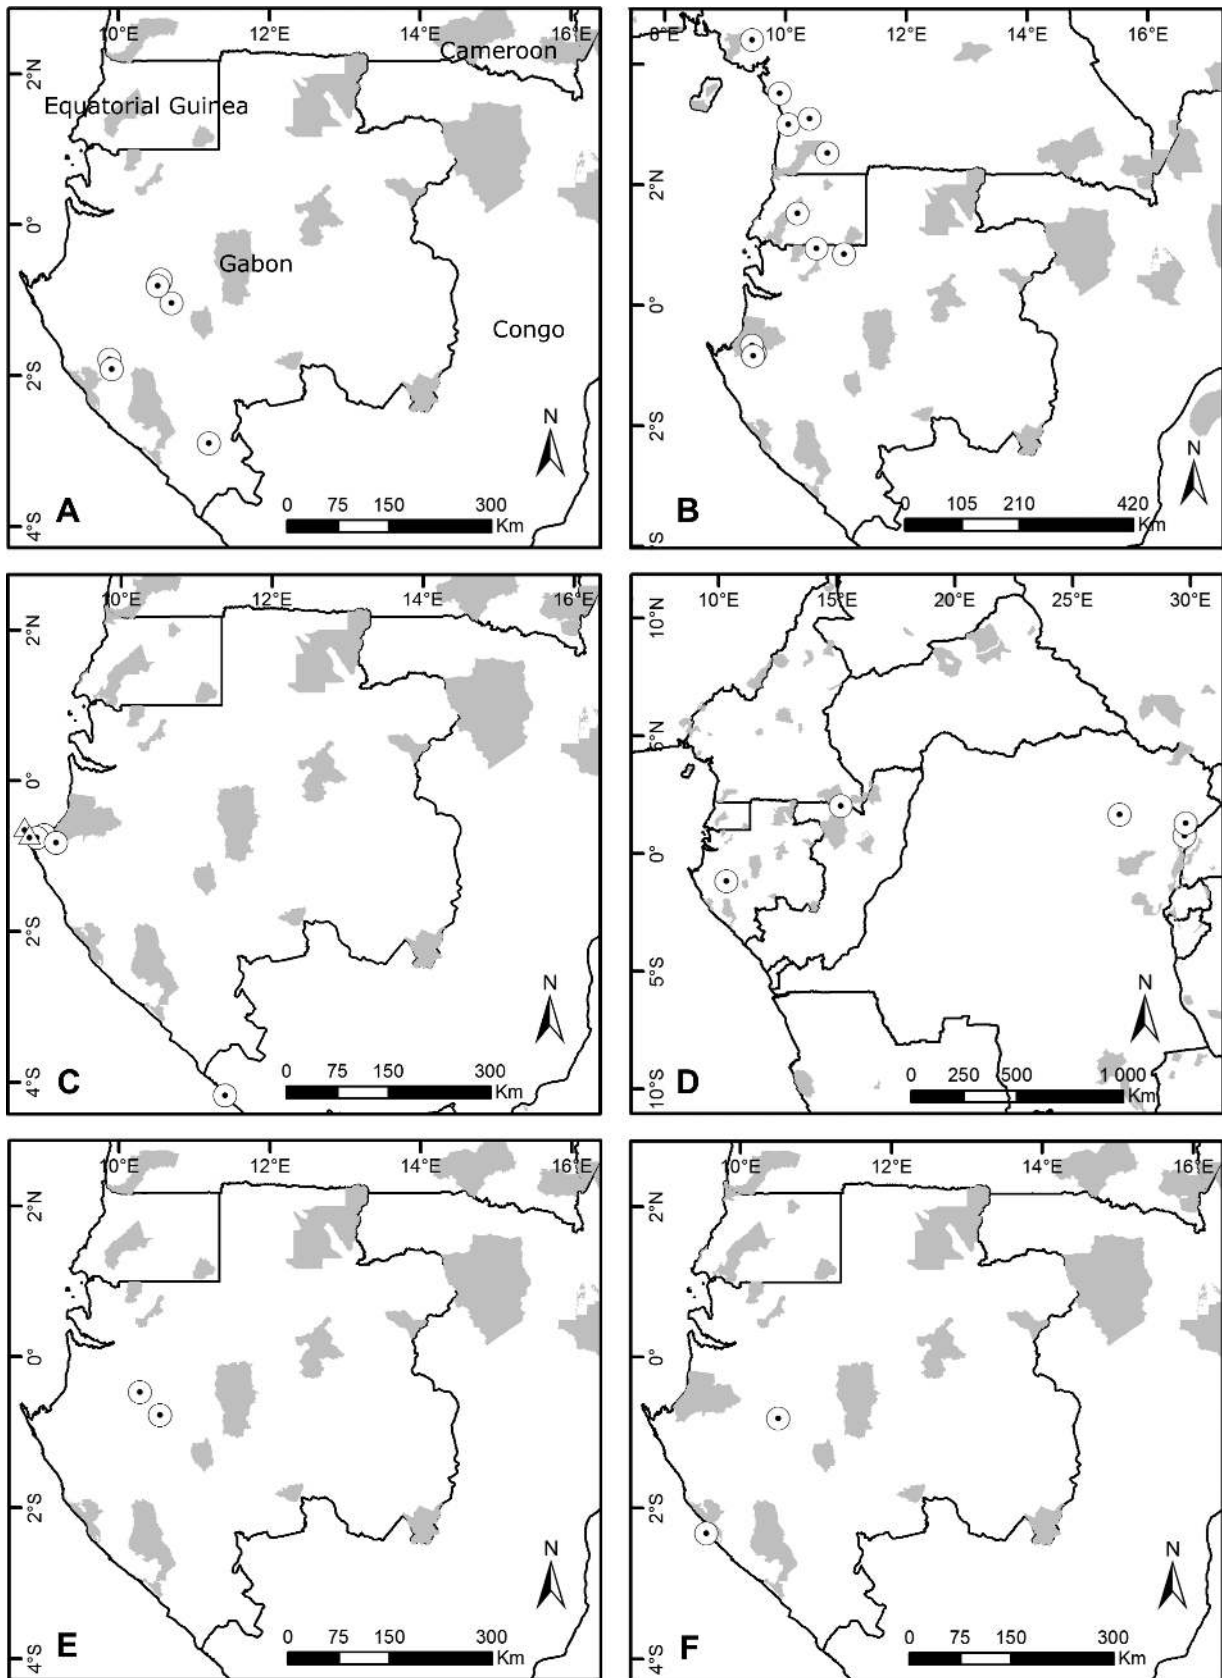 10°E 12°E 14°E 16°E
Cameroon
2°N
Equatorial Guinea
0°
Gabon
Congo
2°S
N
0 75 150 300
Km
A
4°S
8°E 10°E 12°E 14°E 16°E
2°N
0°
2°S
N
0 105 210 420
Km
B
°S
10°E 12°E 14°E 16°E
2°N
0°
2°S
N
0 75 150 300
Km
C
4°S
10°E 15°E 20°E 25°E 30°E
10°N
5°N
0°
5°S
N
0 250 500 1 000
Km
D
10°S
10°E 12°E 14°E 16°E
2°N
0°
2°S
N
0 75 150 300
Km
E
4°S
10°E 12°E 14°E 16°E
2°N
0°
2°S
N
0 75 150 300
Km
F
4°S